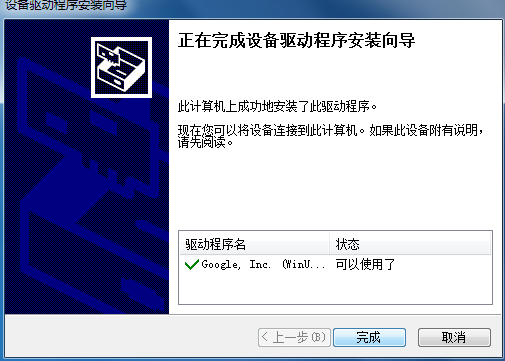 设备驱动程序安装向导
正在完成设备驱动程序安装向导
此计算机上成功地安装了此驱动程序。
现在您可以将设备连接到此计算机。如果此设备附有说明，
请先阅读。
驱动程序名 状态
Google, Inc. (WinU... 可以使用了
< 上一步(B) 完成 取消